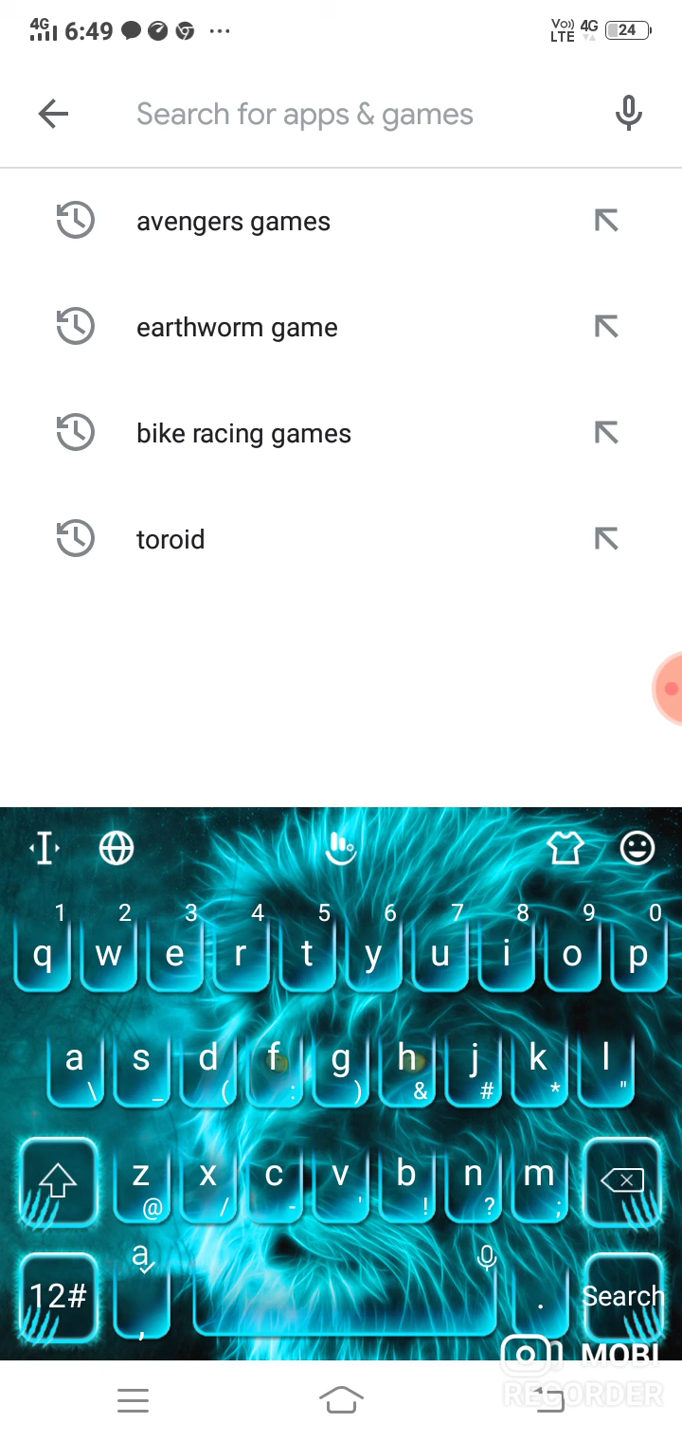 4G 6:49 ... Vo)) LTE 4G 24
Search for apps & games
avengers games
earthworm game
bike racing games
toroid
1 2 3 4 5 6 7 8 9 0
q w e r t y u i o p
a s d f g h j k l
\ _ ( : ) & # * "
z x c v b n m
@ / - ' ! ? ;
a
12# , . Search
MOBI
RECORDER